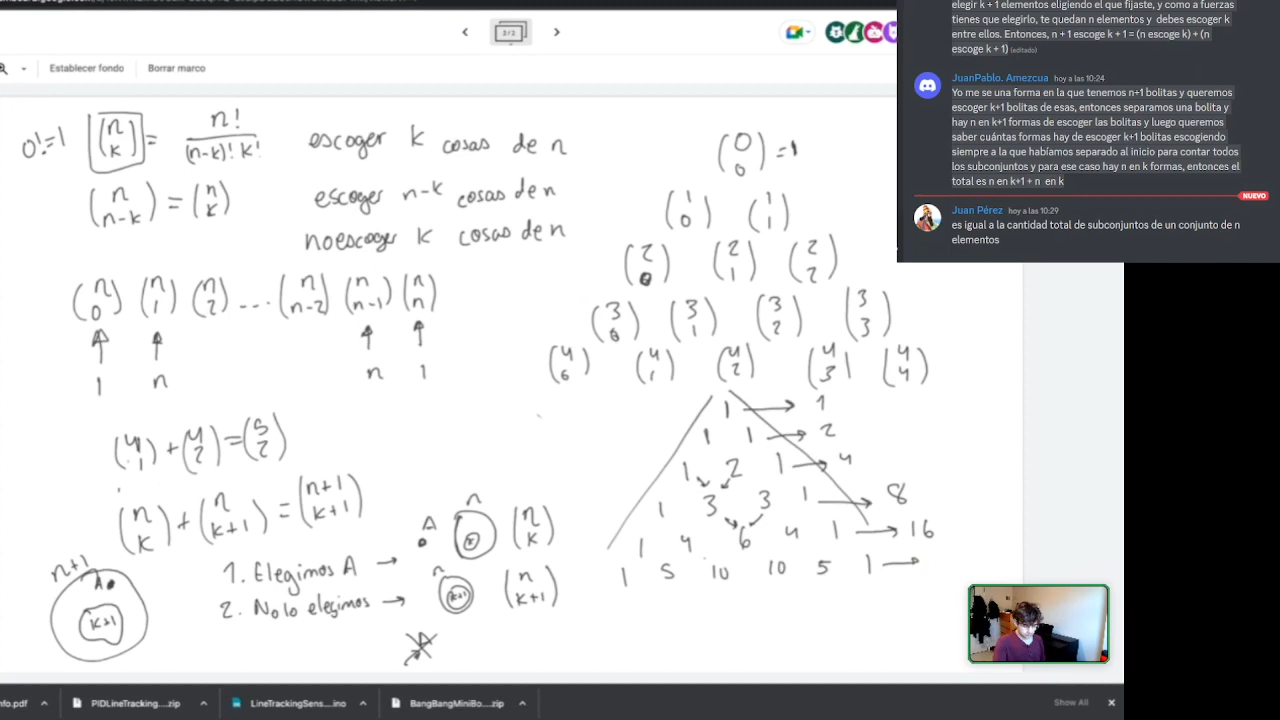 Establecer fondo Borrar marco
2/2
0!=1 (n k) = n! / (n-k)! k! escoger k cosas de n
(n n-k) = (n k) escoger n-k cosas de n
no escoger k cosas de n
(n 0) (n 1) (n 2) ... (n n-2) (n n-1) (n n)
1 n n 1
(4 1) + (4 2) = (5 2)
(n k) + (n k+1) = (n+1 k+1)
n+1
A
k+1
1. Elegimos A → A n k (n k)
2. No lo elegimos → n k+1 (n k+1)
A
(0 0) = 1
(1 0) (1 1)
(2 0) (2 1) (2 2)
(3 0) (3 1) (3 2) (3 3)
(4 0) (4 1) (4 2) (4 3) (4 4)
1 → 1
1 1 → 2
1 2 1 → 4
1 3 3 1 → 8
1 4 6 4 1 → 16
1 5 10 10 5 1 →
elegir k + 1 elementos eligiendo el que fijaste, y como a fuerzas
tienes que elegirlo, te quedan n elementos y debes escoger k
entre ellos. Entonces, n + 1 escoge k + 1 = (n escoge k) + (n
escoge k + 1) (editado)
JuanPablo. Amezcua hoy a las 10:24
Yo me se una forma en la que tenemos n+1 bolitas y queremos
escoger k+1 bolitas de esas, entonces separamos una bolita y
hay n en k+1 formas de escoger las bolitas y luego queremos
saber cuántas formas hay de escoger k+1 bolitas escogiendo
siempre a la que habíamos separado al inicio para contar todos
los subconjuntos y para ese caso hay n en k formas, entonces el
total es n en k+1 + n en k
NUEVO
Juan Pérez hoy a las 10:29
es igual a la cantidad total de subconjuntos de un conjunto de n
elementos
nfo.pdf PIDLineTracking....zip LineTrackingSens....ino BangBangMiniBo....zip Show All